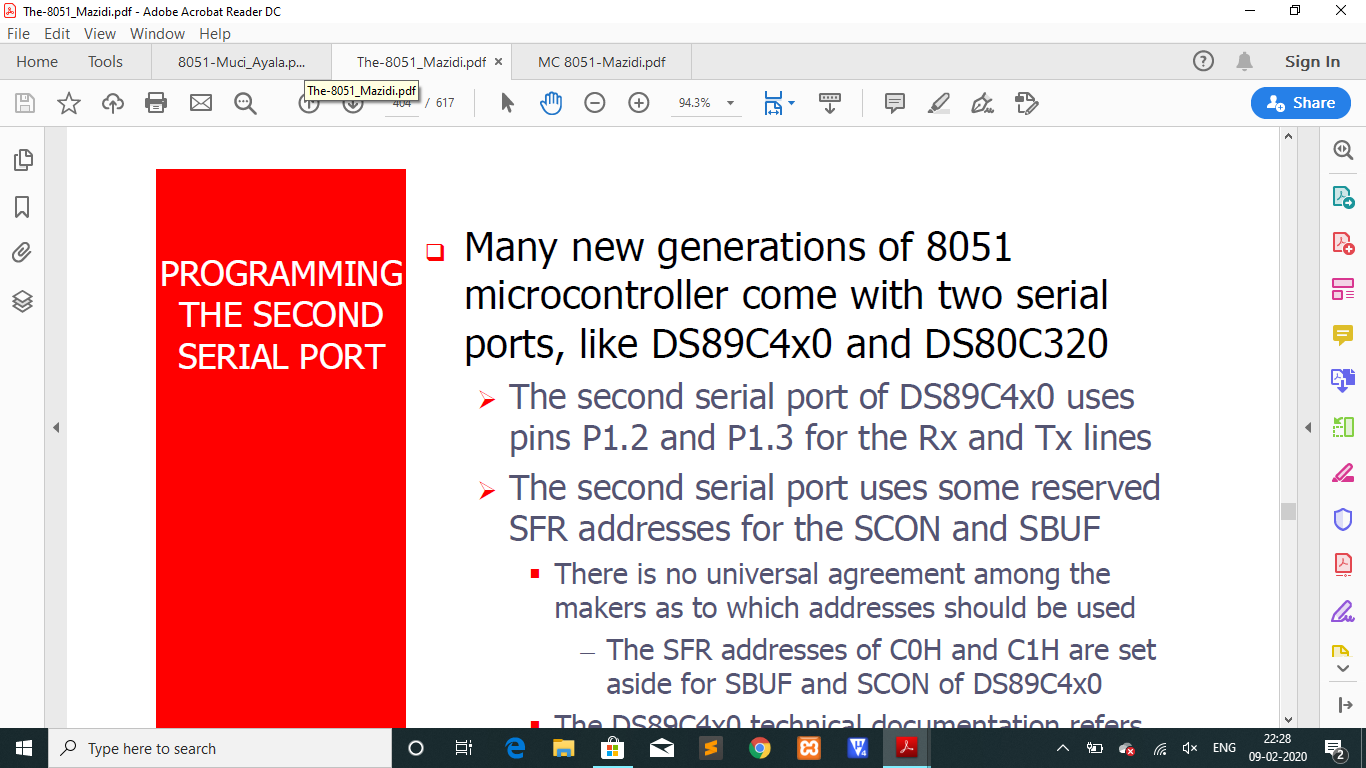 The-8051_Mazidi.pdf - Adobe Acrobat Reader DC
File Edit View Window Help
Home Tools 8051-Muci_Ayala.p... The-8051_Mazidi.pdf × MC 8051-Mazidi.pdf Sign In
The-8051_Mazidi.pdf
404 / 617 94.3% Share
PROGRAMMING
THE SECOND
SERIAL PORT
Many new generations of 8051
microcontroller come with two serial
ports, like DS89C4x0 and DS80C320
The second serial port of DS89C4x0 uses
pins P1.2 and P1.3 for the Rx and Tx lines
The second serial port uses some reserved
SFR addresses for the SCON and SBUF
There is no universal agreement among the
makers as to which addresses should be used
– The SFR addresses of C0H and C1H are set
aside for SBUF and SCON of DS89C4x0
The DS89C4x0 technical documentation refers
Type here to search
ENG
22:28
09-02-2020
2